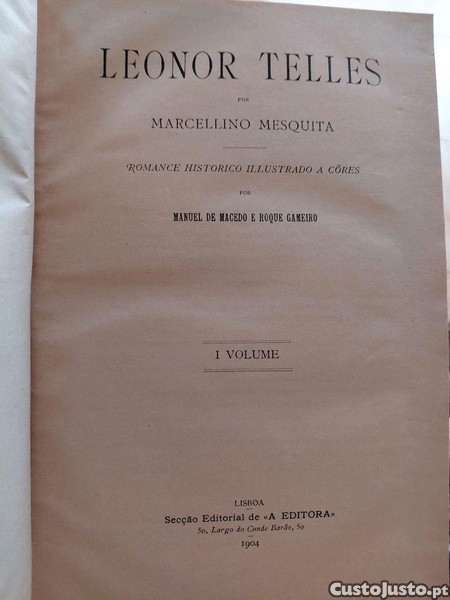 LEONOR TELLES
POR
MARCELLINO MESQUITA
ROMANCE HISTORICO ILLUSTRADO A CÔRES
POR
MANUEL DE MACEDO E ROQUE GAMEIRO
I VOLUME
LISBOA
Secção Editorial de «A EDITORA»
50, Largo do Conde Barão, 50
1904
CustoJusto.pt